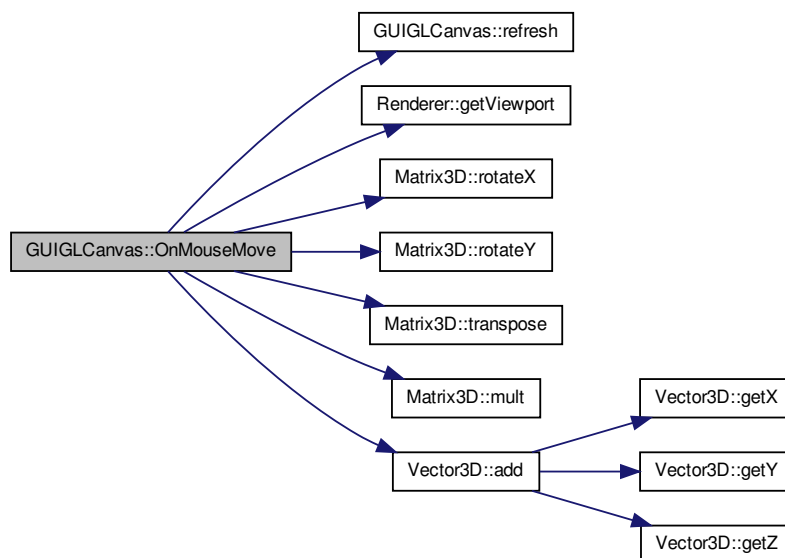 GUIGLCanvas::refresh
Renderer::getViewport
Matrix3D::rotateX
GUIGLCanvas::OnMouseMove
Matrix3D::rotateY
Matrix3D::transpose
Matrix3D::mult
Vector3D::getX
Vector3D::add
Vector3D::getY
Vector3D::getZ